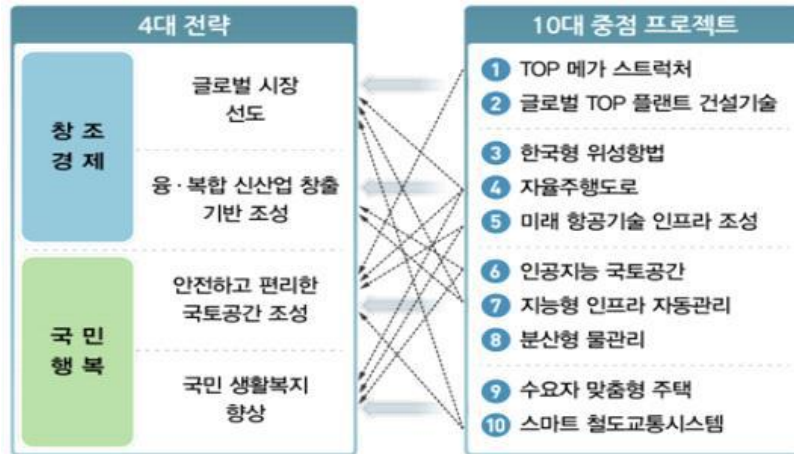 4대 전략
창 조
경 제
글로벌 시장
선도
융·복합 신산업 창출
기반 조성
국 민
행 복
안전하고 편리한
국토공간 조성
국민 생활복지
향상
10대 중점 프로젝트
1 TOP 메가 스트럭처
2 글로벌 TOP 플랜트 건설기술
3 한국형 위성항법
4 자율주행도로
5 미래 항공기술 인프라 조성
6 인공지능 국토공간
7 지능형 인프라 자동관리
8 분산형 물관리
9 수요자 맞춤형 주택
10 스마트 철도교통시스템